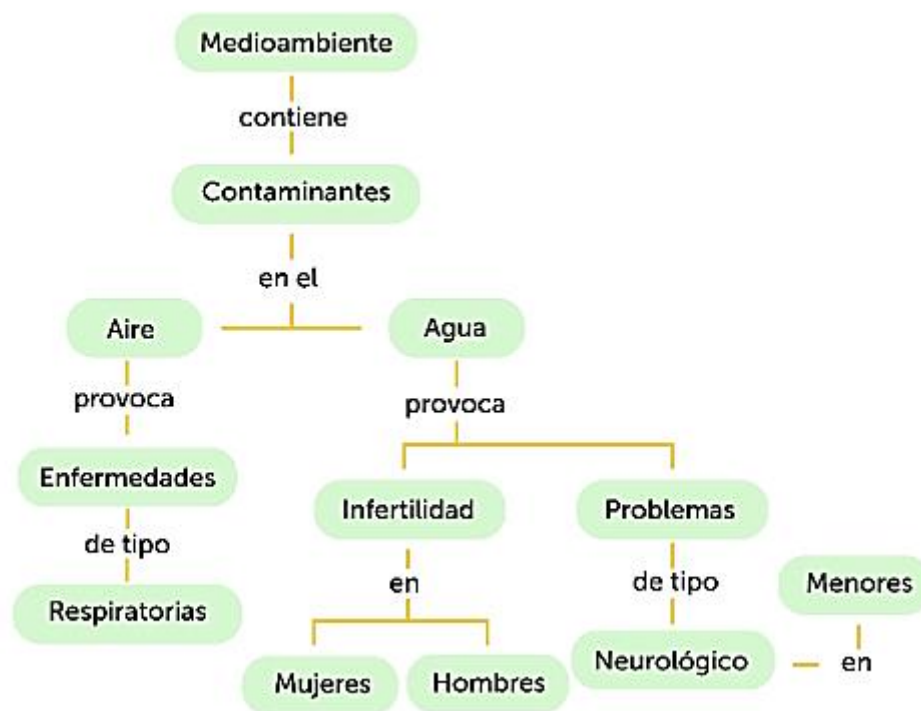 Medioambiente
contiene
Contaminantes
en el
Aire
Agua
provoca
provoca
Enfermedades
Infertilidad
Problemas
de tipo
en
de tipo
Menores
Respiratorias
Mujeres
Hombres
Neurológico
en